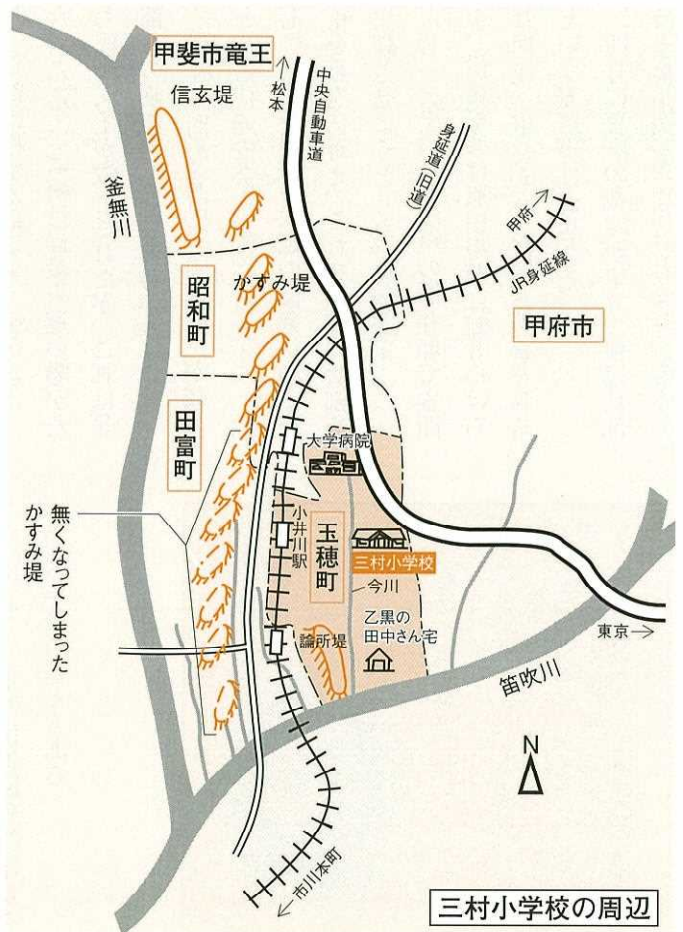 甲斐市竜王
信玄堤
釜無川
←松本
中央自動車道
身延道(旧道)
甲府→
JR身延線
昭和町
かすみ堤
甲府市
田富町
大学病院
無くなってしまった
かすみ堤
小井川駅
玉穂町
三村小学校
今川
乙黒の
田中さん宅
論所堤
東京→
笛吹川
N
←市川本町
三村小学校の周辺